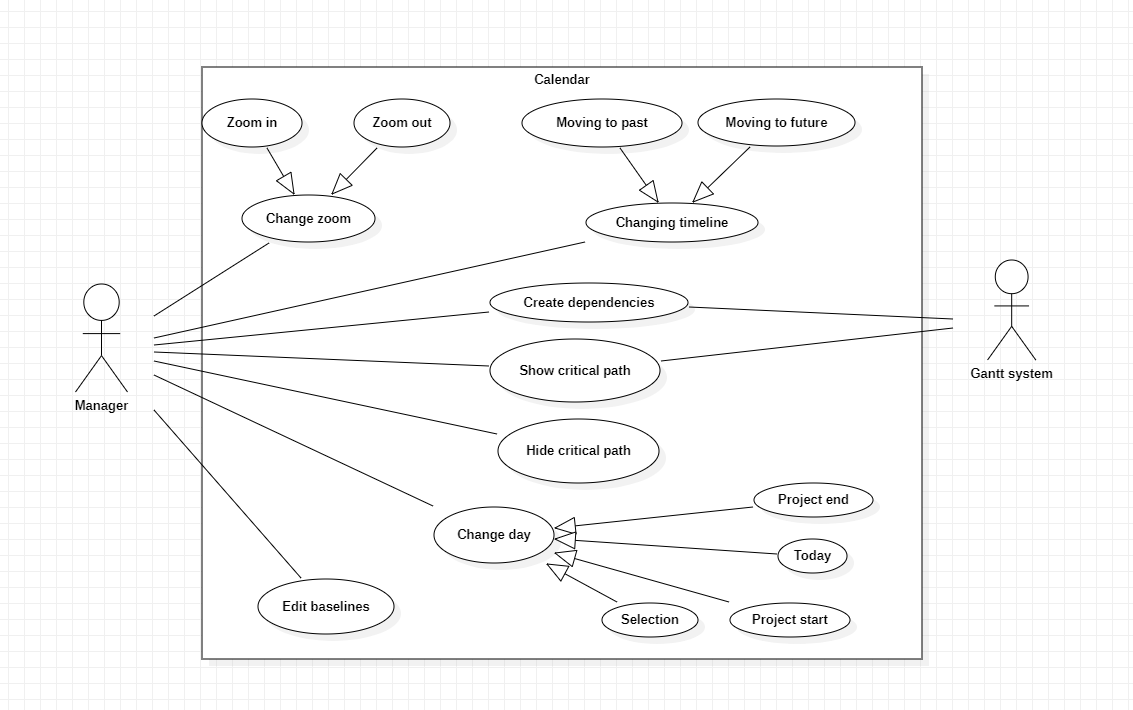 Calendar
Zoom in
Zoom out
Moving to past
Moving to future
Change zoom
Changing timeline
Create dependencies
Show critical path
Gantt system
Manager
Hide critical path
Project end
Change day
Today
Edit baselines
Selection
Project start